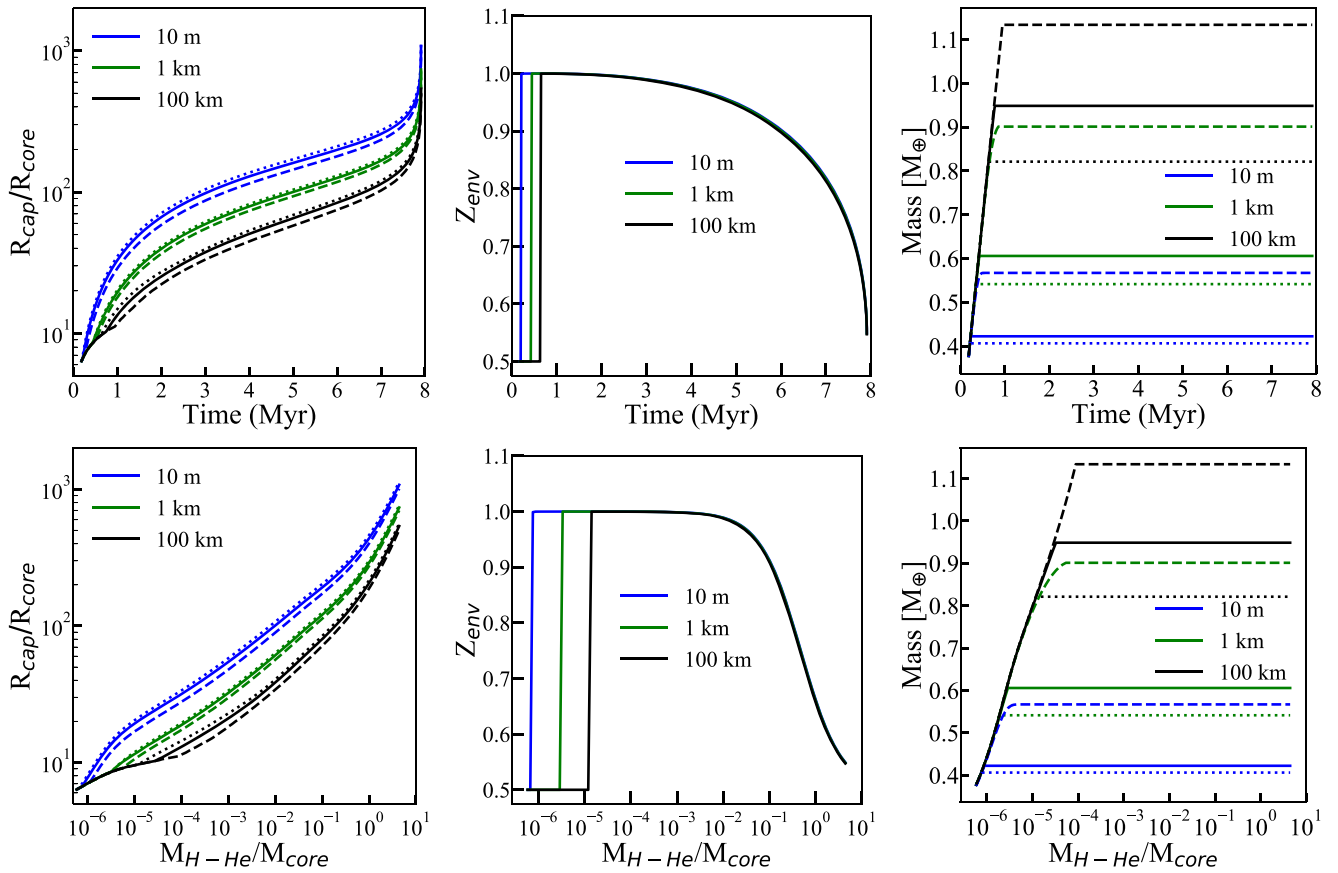 10³
10²
10¹
R_cap/R_core
10 m
1 km
100 km
0 1 2 3 4 5 6 7 8
Time (Myr)
1.1
1.0
0.9
0.8
0.7
0.6
0.5
Z_env
10 m
1 km
100 km
0 1 2 3 4 5 6 7 8
Time (Myr)
1.1
1.0
0.9
0.8
0.7
0.6
0.5
0.4
Mass [M_⊕]
10 m
1 km
100 km
0 1 2 3 4 5 6 7 8
Time (Myr)
10³
10²
10¹
R_cap/R_core
10 m
1 km
100 km
10⁻⁶ 10⁻⁵ 10⁻⁴ 10⁻³ 10⁻² 10⁻¹ 10⁰ 10¹
M_H−He/M_core
1.1
1.0
0.9
0.8
0.7
0.6
0.5
Z_env
10 m
1 km
100 km
10⁻⁶ 10⁻⁵ 10⁻⁴ 10⁻³ 10⁻² 10⁻¹ 10⁰ 10¹
M_H−He/M_core
1.1
1.0
0.9
0.8
0.7
0.6
0.5
0.4
Mass [M_⊕]
10 m
1 km
100 km
10⁻⁶ 10⁻⁵ 10⁻⁴ 10⁻³ 10⁻² 10⁻¹ 10⁰ 10¹
M_H−He/M_core